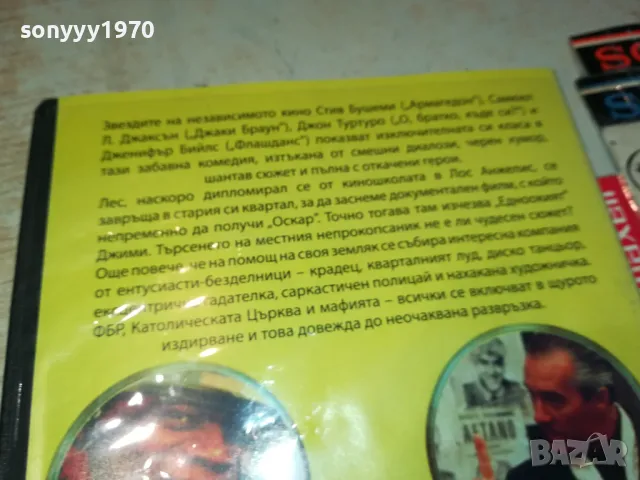 sonyyy1970
Звездите на независимото кино Стив Бушеми („Армагедон"), Самюъл
Л. Джаксън („Джаки Браун"), Джон Туртуро („О, братко, къде си?") и
Дженифър Бийлс („Флашданс") показват изключителната си класа в
тази забавна комедия, изтъкана от смешни диалози, черен хумор,
шантав сюжет и пълна с откачени герои.
Лес, наскоро дипломирал се от киношколата в Лос Анжелис, се
завръща в стария си квартал, за да заснеме документален филм, с който
непременно да получи „Оскар". Точно тогава там изчезва „Едноокият"
Джими. Търсенето на местния непрокопсаник не е ли чудесен сюжет?
Още повече, че на помощ на своя земляк се събира интересна компания
от ентусиасти-безделници – крадец, кварталният луд, диско танцьор,
гадателка, саркастичен полицай и нахакана художничка.
ФБР, Католическата Църква и мафията – всички се включват в щурото
издирване и това довежда до неочаквана развръзка.
BAZAR
.bg